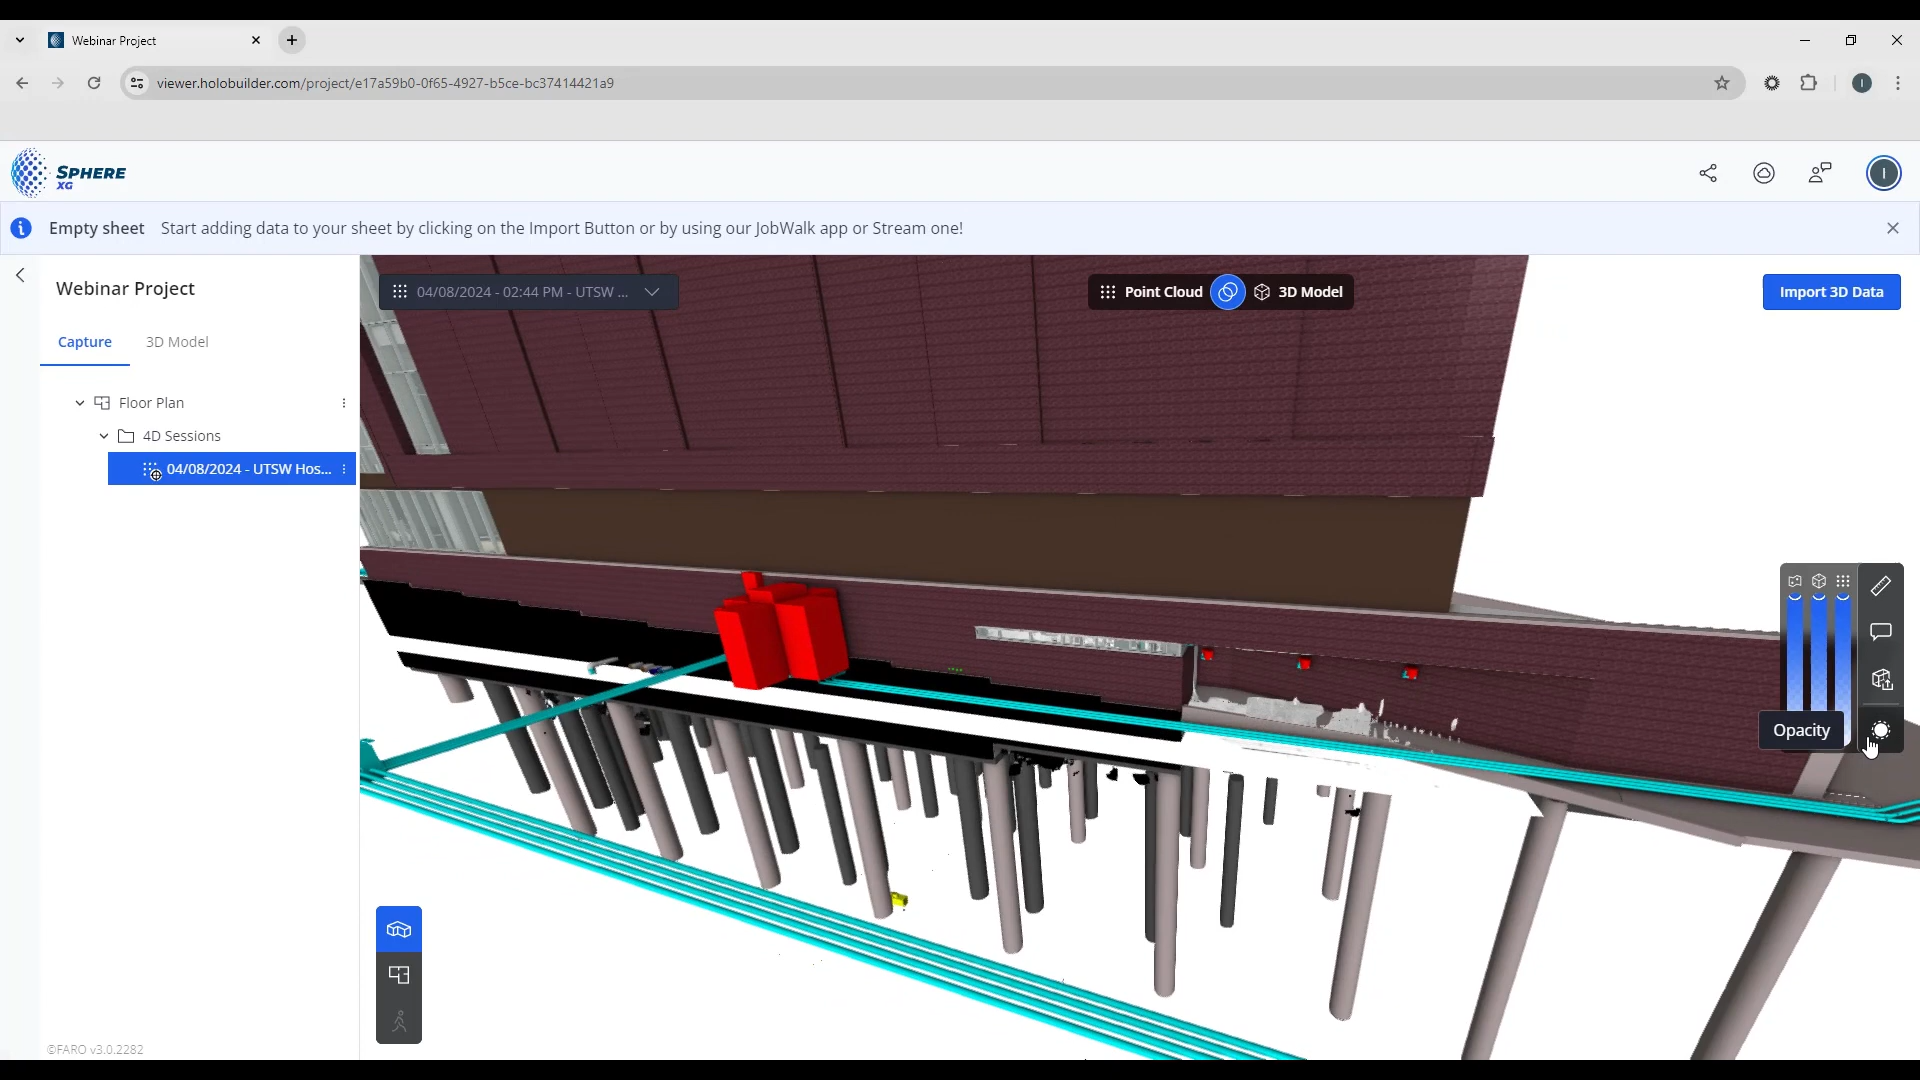 Webinar Project
viewer.holobuilder.com/project/e17a59b0-0f65-4927-b5ce-bc37414421a9
I
SPHERE
XG
I
Empty sheet Start adding data to your sheet by clicking on the Import Button or by using our JobWalk app or Stream one!
Webinar Project
04/08/2024 - 02:44 PM - UTSW ...
Point Cloud
3D Model
Import 3D Data
Capture
3D Model
Floor Plan
4D Sessions
04/08/2024 - UTSW Hos...
Opacity
©FARO v3.0.2282